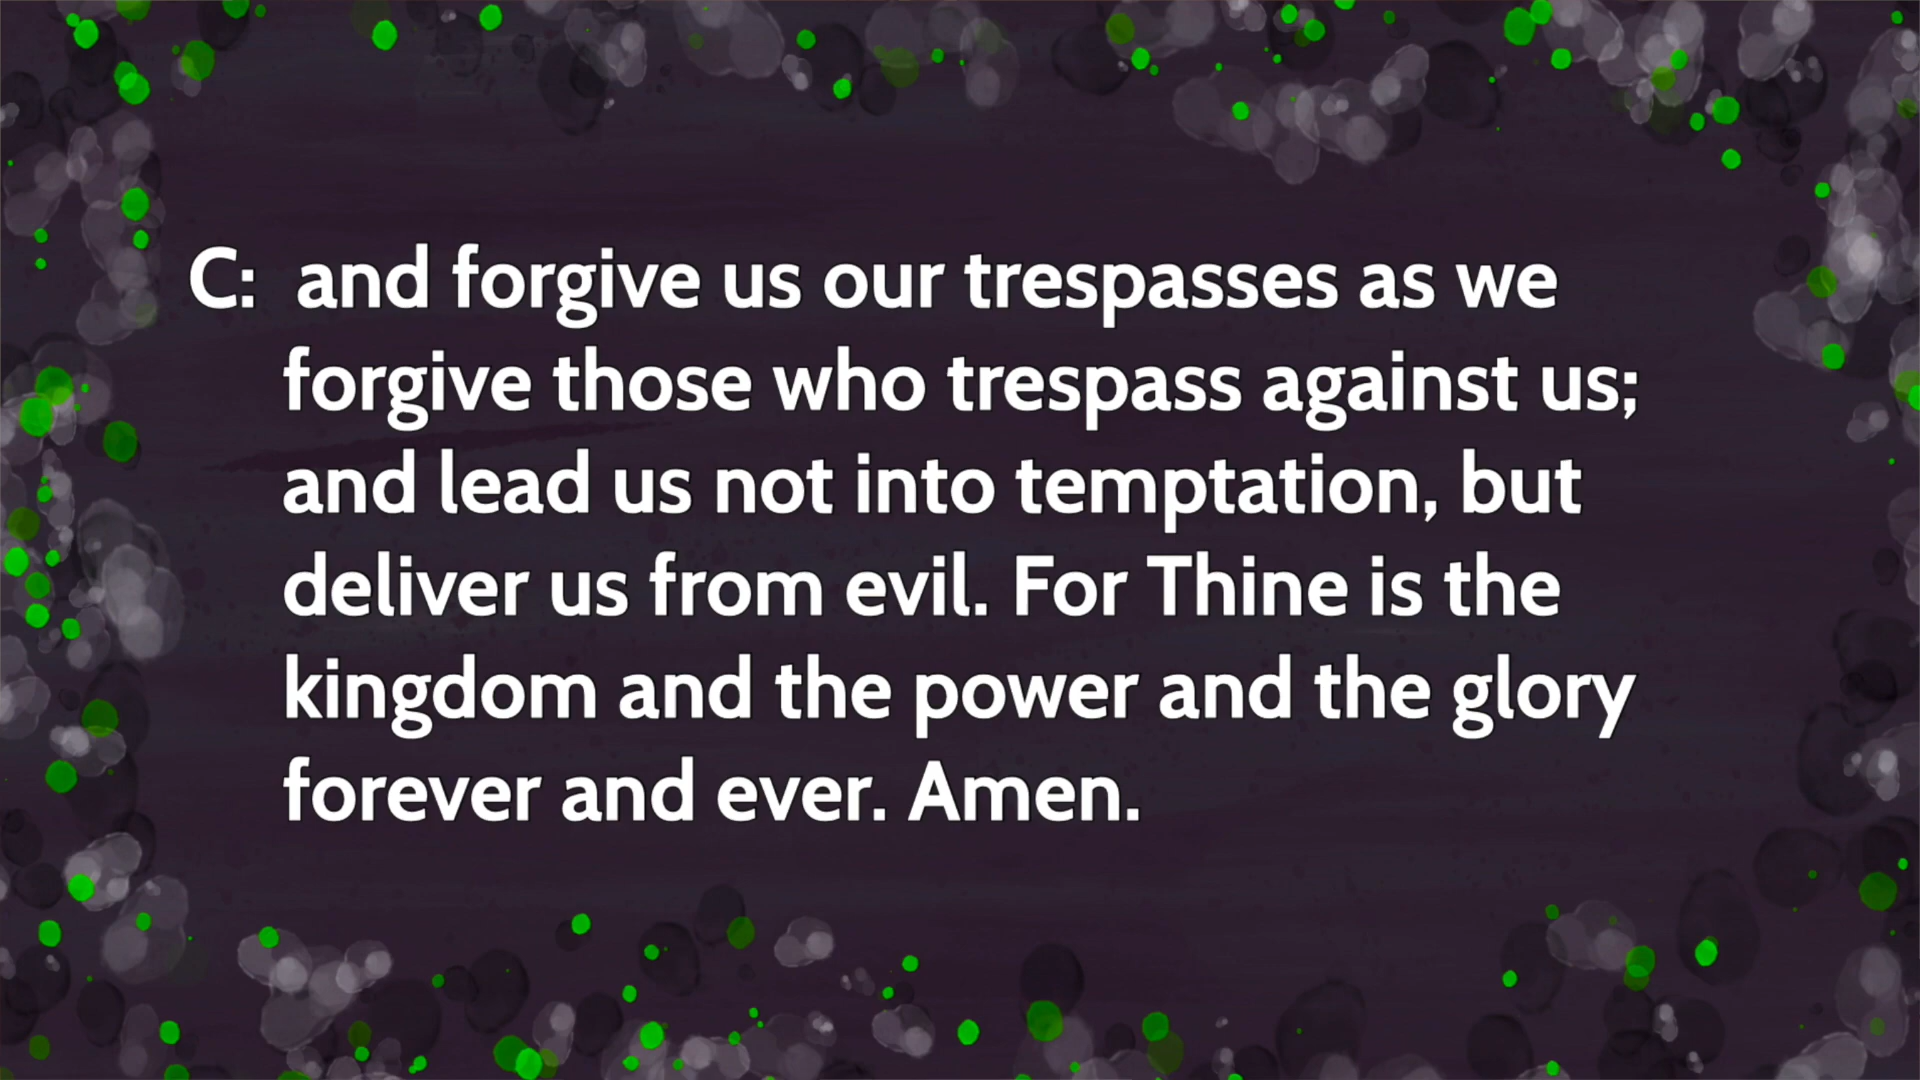 C: and forgive us our trespasses as we
forgive those who trespass against us;
and lead us not into temptation, but
deliver us from evil. For Thine is the
kingdom and the power and the glory
forever and ever. Amen.